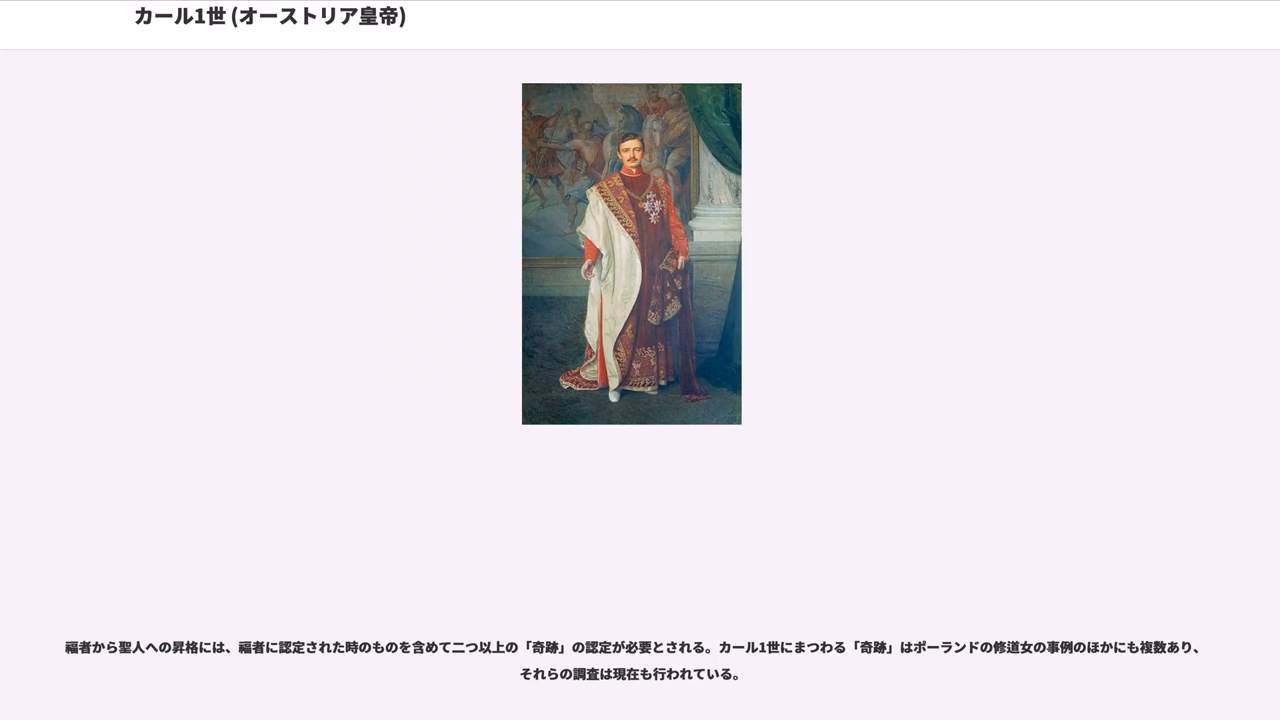 カール1世 (オーストリア皇帝)
福者から聖人への昇格には、福者に認定された時のものを含めて二つ以上の「奇跡」の認定が必要とされる。カール1世にまつわる「奇跡」はポーランドの修道女の事例のほかにも複数あり、
それらの調査は現在も行われている。